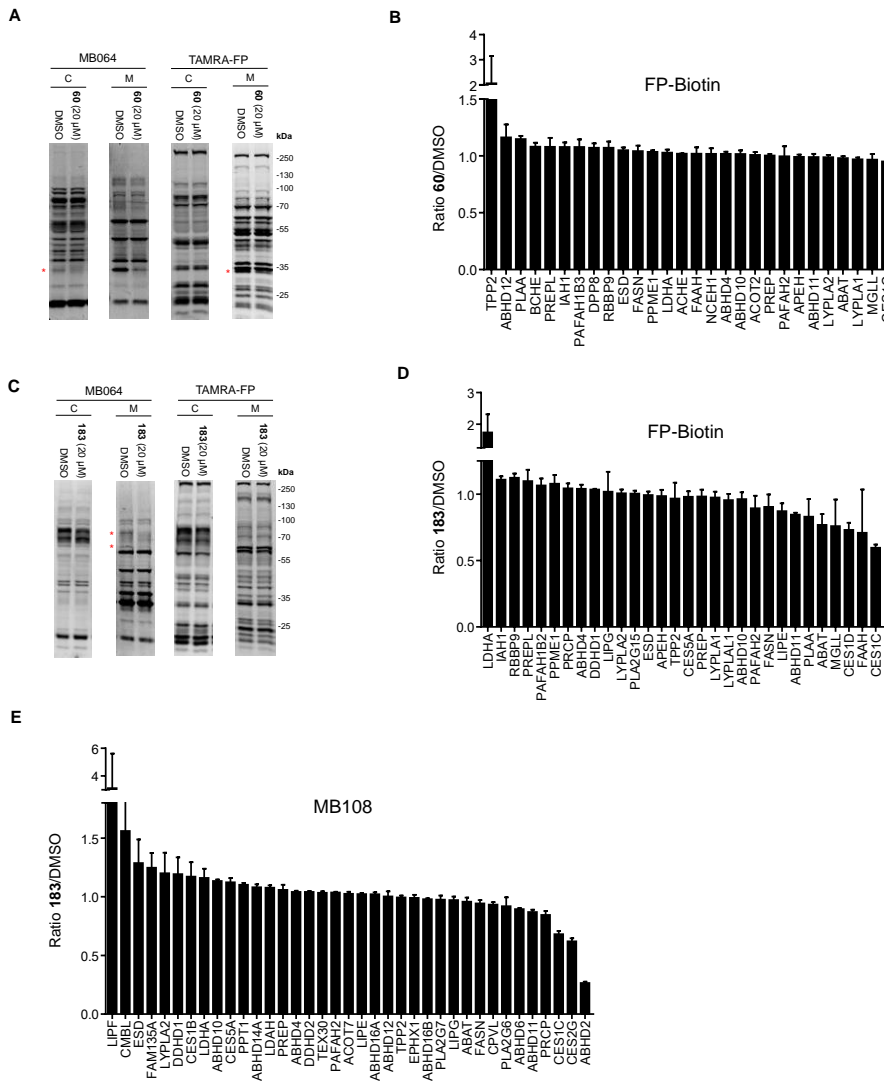 A
MB064
TAMRA-FP
C
M
C
M
DMSO
60 (20 µM)
DMSO
60 (20 µM)
DMSO
60 (20 µM)
DMSO
60 (20 µM)
kDa
-250
-130
-100
-70
-55
-35
-25
*
*
B
FP-Biotin
Ratio 60/DMSO
4
3
2
1.5
1.0
0.5
0.0
TPP2
ABHD12
PLAA
BCHE
PREPL
IAH1
PAFAH1B3
DPP8
RBBP9
ESD
FASN
PPME1
LDHA
ACHE
FAAH
NCEH1
ABHD4
ABHD10
ACOT2
PREP
PAFAH2
APEH
ABHD11
LYPLA2
ABAT
LYPLA1
MGLL
C
MB064
TAMRA-FP
C
M
C
M
DMSO
183 (20 µM)
DMSO
183 (20 µM)
DMSO
183(20 µM)
DMSO
183 (20 µM)
kDa
-250
-130
-100
-70
-55
-35
-25
*
*
D
FP-Biotin
Ratio 183/DMSO
3
2
1
1.0
0.5
0.0
LDHA
IAH1
RBBP9
PREPL
PAFAH1B2
PPME1
PRCP
ABHD4
DDHD1
LIPG
LYPLA2
PLA2G15
ESD
APEH
TPP2
CES5A
PREP
LYPLA1
LYPLAL1
ABHD10
PAFAH2
FASN
LIPE
ABHD11
PLAA
ABAT
MGLL
CES1D
FAAH
CES1C
E
MB108
Ratio 183/DMSO
6
4
1.5
1.0
0.5
0.0
LIPF
CMBL
ESD
FAM135A
LYPLA2
DDHD1
CES1B
LDHA
ABHD10
CES5A
PPT1
ABHD14A
LDAH
PREP
ABHD4
DDHD2
TEX30
PAFAH2
ACOT7
LIPE
ABHD16A
ABHD12
TPP2
EPHX1
ABHD16B
PLA2G7
LIPG
ABAT
FASN
CPVL
PLA2G6
ABHD6
ABHD11
PRCP
CES1C
CES2G
ABHD2